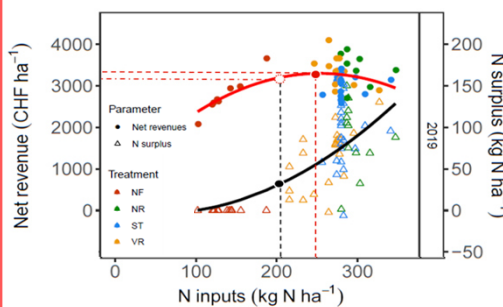 Net revenue (CHF ha⁻¹)
4000
3000
2000
1000
0
Parameter
Net revenues
N surplus
Treatment
NF
NR
ST
VR
0
100
200
300
N inputs (kg N ha⁻¹)
200
150
100
50
0
−50
2019
N surplus (kg N ha⁻¹)